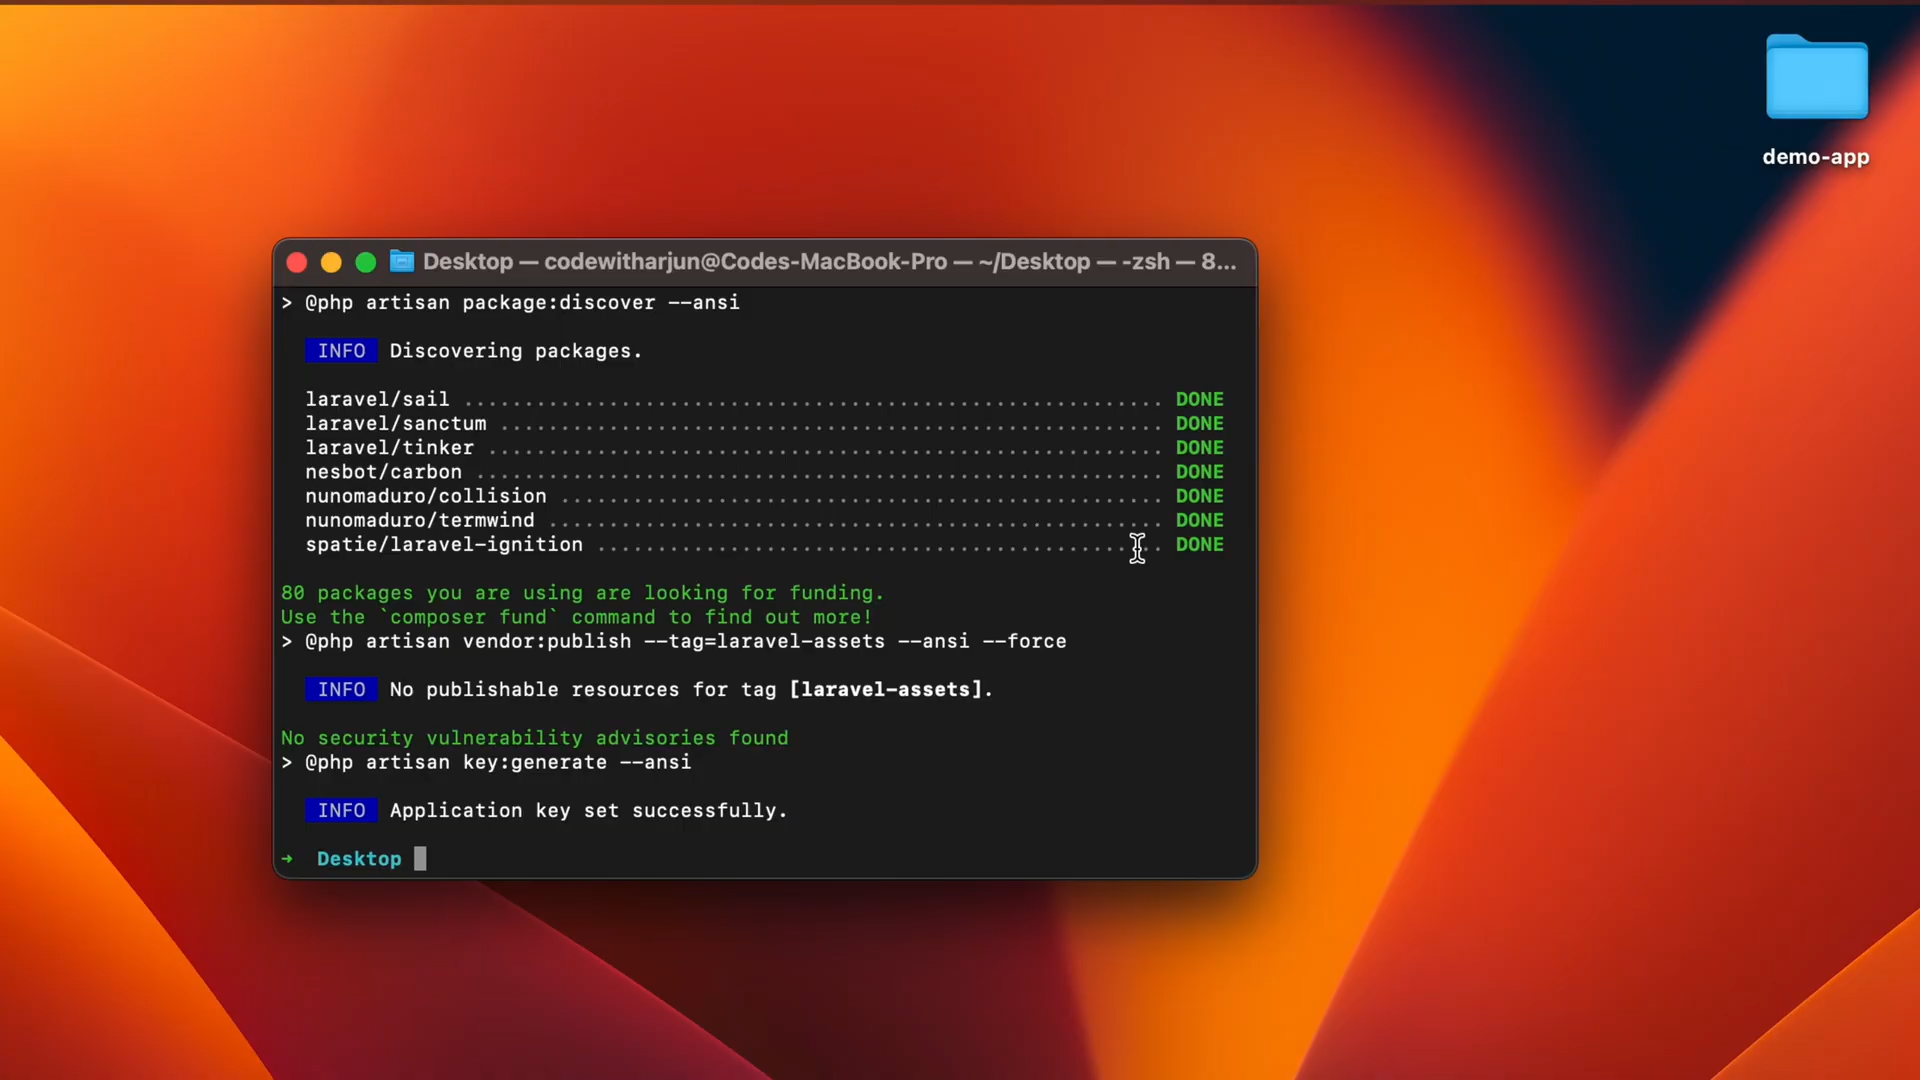 demo-app
Desktop — codewitharjun@Codes-MacBook-Pro — ~/Desktop — -zsh — 8...
> @php artisan package:discover --ansi
INFO Discovering packages.
laravel/sail ......................................................... DONE
laravel/sanctum ...................................................... DONE
laravel/tinker ....................................................... DONE
nesbot/carbon ........................................................ DONE
nunomaduro/collision ................................................. DONE
nunomaduro/termwind .................................................. DONE
spatie/laravel-ignition .............................................. DONE
80 packages you are using are looking for funding.
Use the `composer fund` command to find out more!
> @php artisan vendor:publish --tag=laravel-assets --ansi --force
INFO No publishable resources for tag [laravel-assets].
No security vulnerability advisories found
> @php artisan key:generate --ansi
INFO Application key set successfully.
➜ Desktop